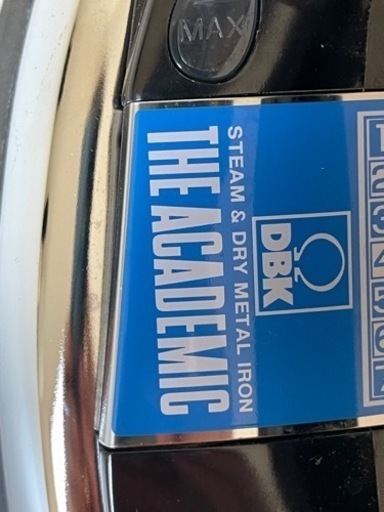 MAX
DBK
STEAM & DRY METAL IRON
THE ACADEMIC